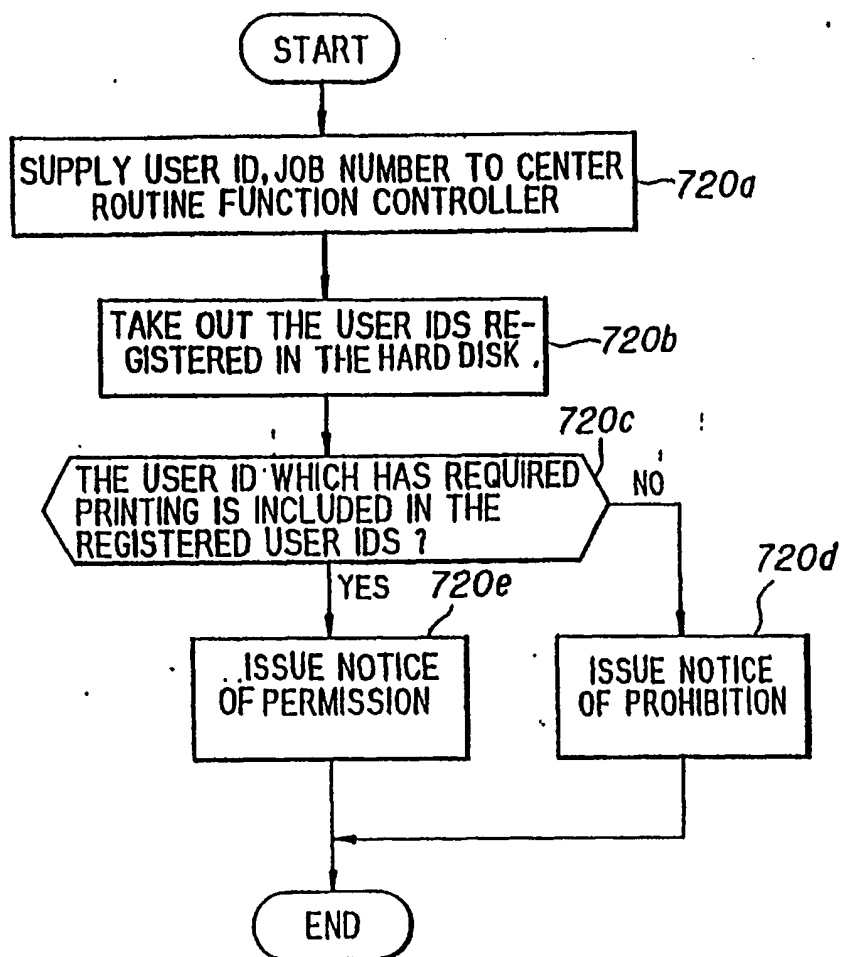 START
SUPPLY USER ID, JOB NUMBER TO CENTER
ROUTINE FUNCTION CONTROLLER
720a
TAKE OUT THE USER IDS RE-
GISTERED IN THE HARD DISK.
720b
720c
THE USER ID WHICH HAS REQUIRED
PRINTING IS INCLUDED IN THE
REGISTERED USER IDS ?
NO
YES
720e
720d
ISSUE NOTICE
OF PERMISSION
ISSUE NOTICE
OF PROHIBITION
END